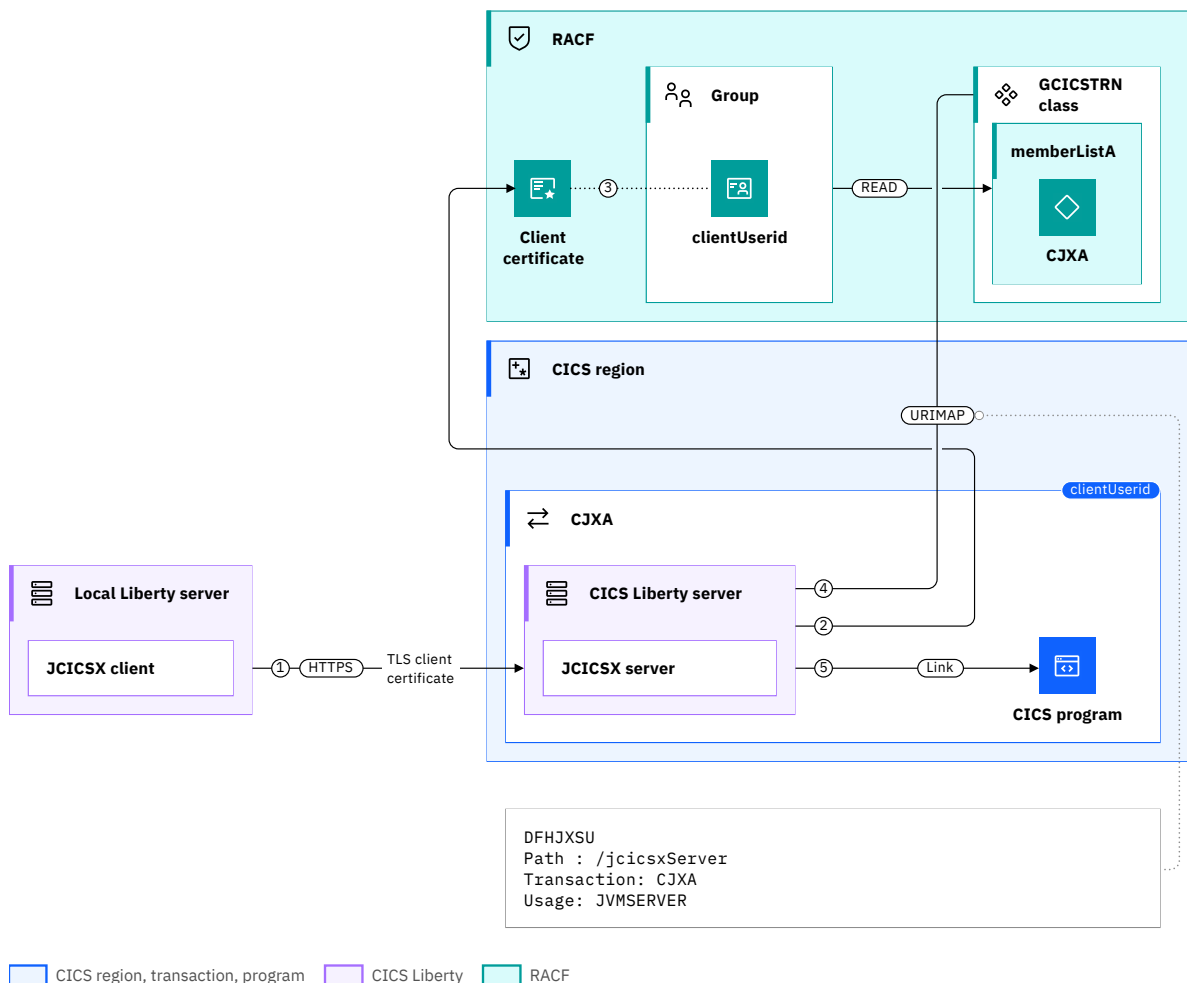 RACF
Group
GCICSTRN
class
memberListA
3
READ
Client
certificate
clientUserid
CJXA
CICS region
URIMAP
clientUserid
CJXA
Local Liberty server
CICS Liberty server
4
2
JCICSX client
1
HTTPS
TLS client
certificate
JCICSX server
5
Link
CICS program
DFHJXSU
Path : /jcicsxServer
Transaction: CJXA
Usage: JVMSERVER
CICS region, transaction, program
CICS Liberty
RACF